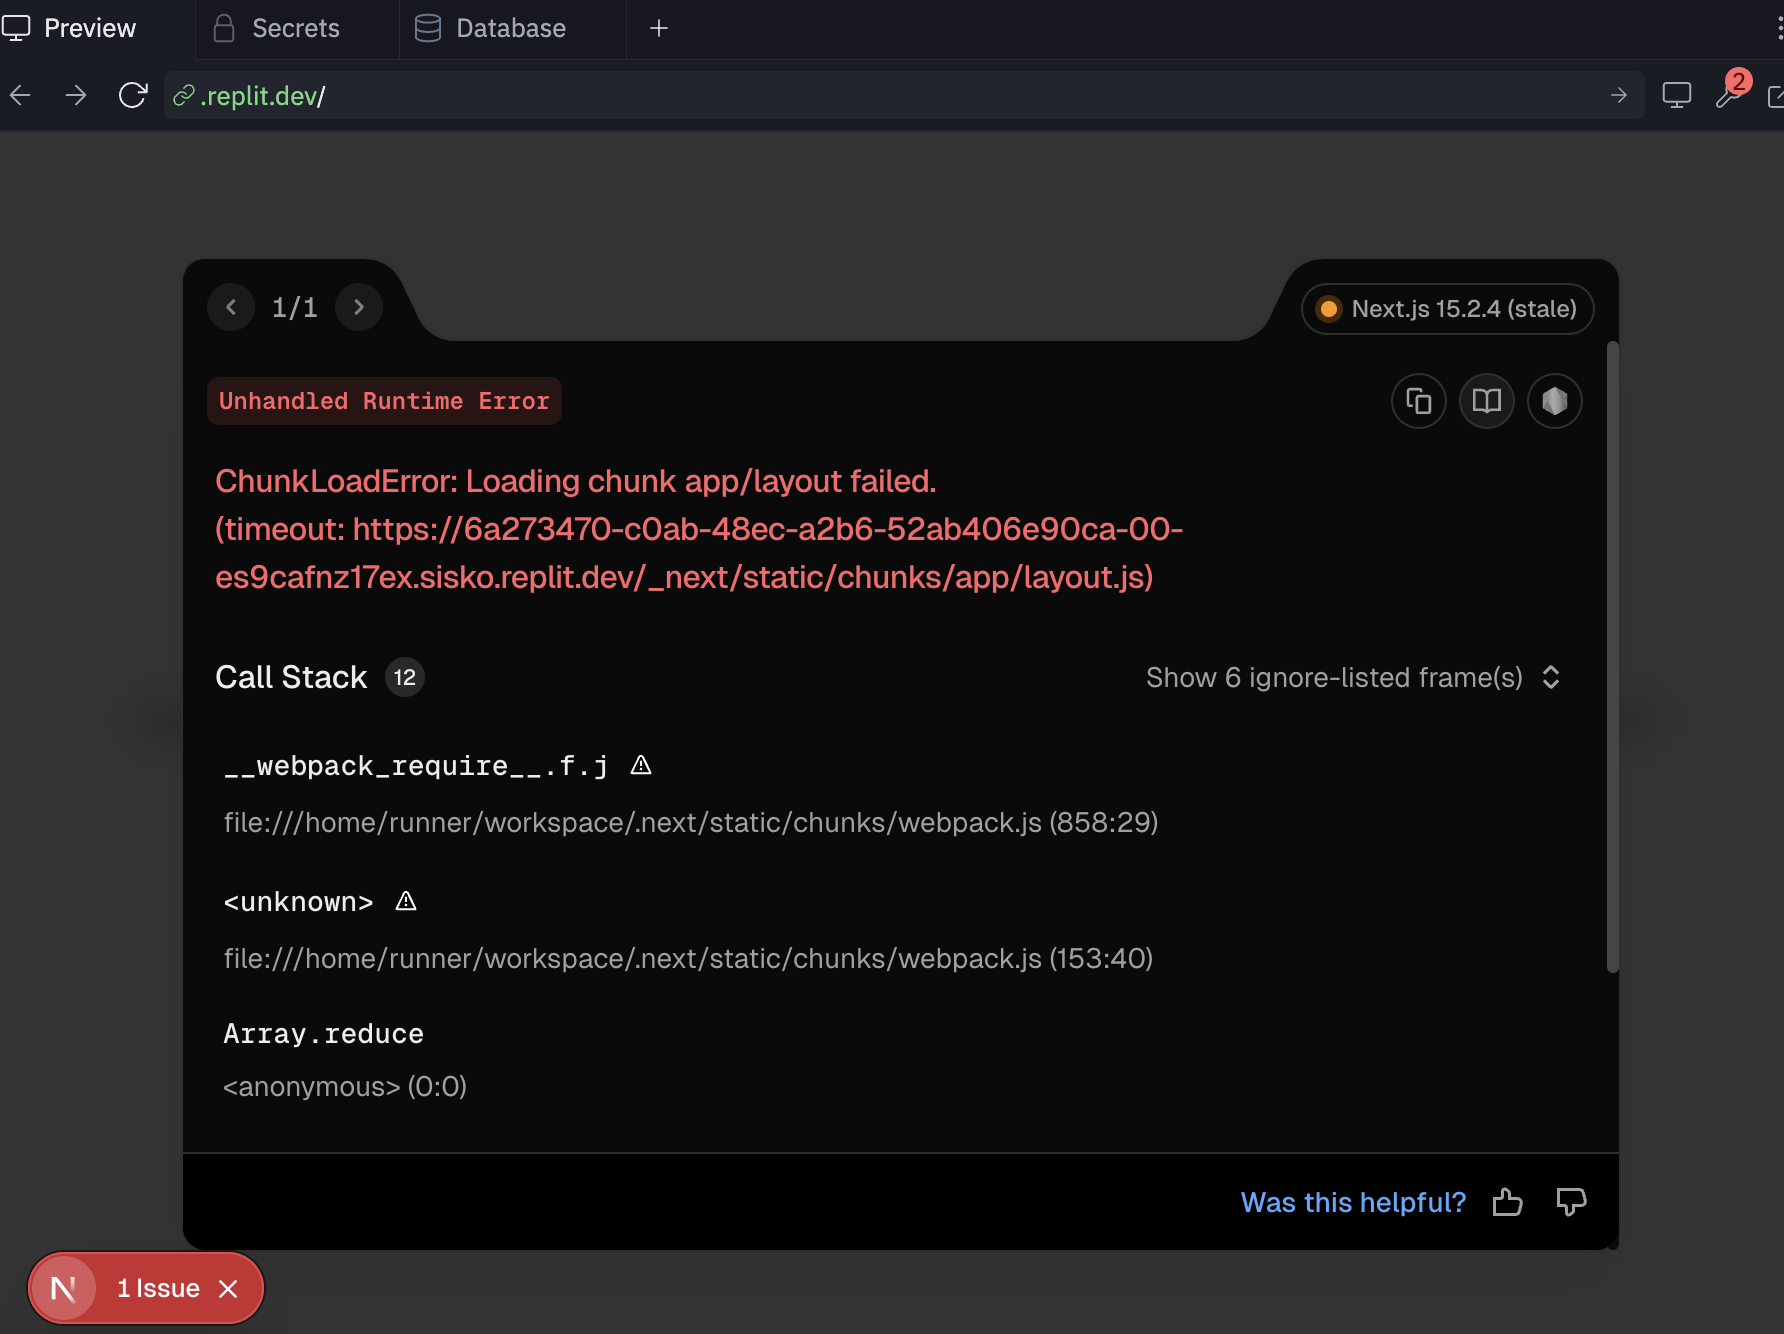 Preview
Secrets
Database
.replit.dev/
2
1/1
Next.js 15.2.4 (stale)
Unhandled Runtime Error
ChunkLoadError: Loading chunk app/layout failed.
(timeout: https://6a273470-c0ab-48ec-a2b6-52ab406e90ca-00-
es9cafnz17ex.sisko.replit.dev/_next/static/chunks/app/layout.js)
Call Stack 12
Show 6 ignore-listed frame(s)
__webpack_require__.f.j
file:///home/runner/workspace/.next/static/chunks/webpack.js (858:29)
<unknown>
file:///home/runner/workspace/.next/static/chunks/webpack.js (153:40)
Array.reduce
<anonymous> (0:0)
Was this helpful?
N
1 Issue